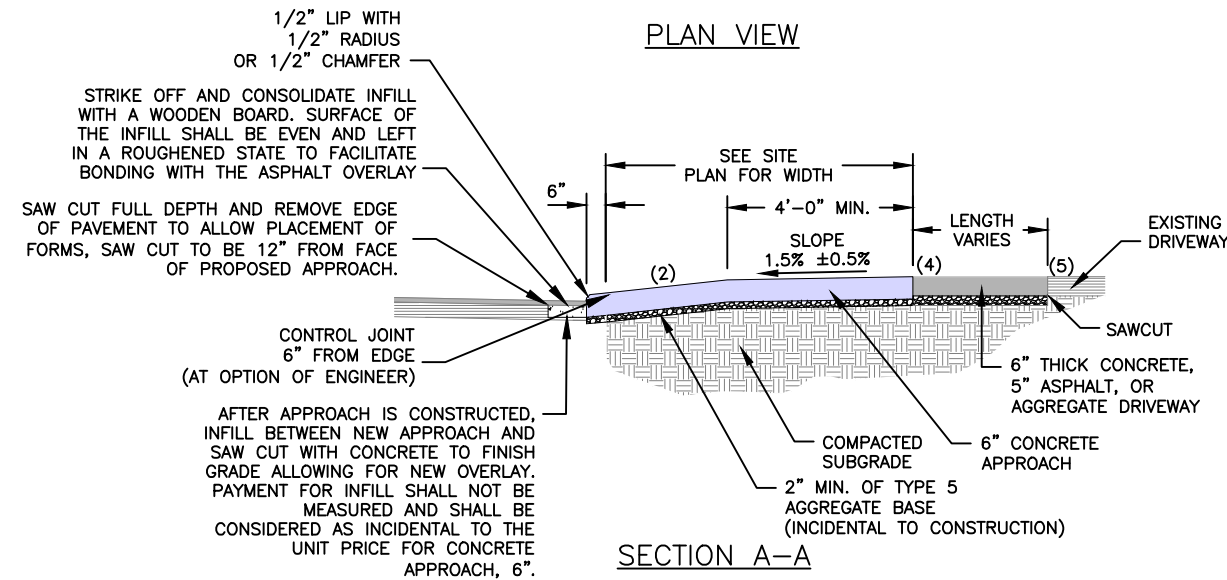 PLAN VIEW
1/2" LIP WITH
1/2" RADIUS
OR 1/2" CHAMFER
STRIKE OFF AND CONSOLIDATE INFILL
WITH A WOODEN BOARD. SURFACE OF
THE INFILL SHALL BE EVEN AND LEFT
IN A ROUGHENED STATE TO FACILITATE
BONDING WITH THE ASPHALT OVERLAY
SAW CUT FULL DEPTH AND REMOVE EDGE
OF PAVEMENT TO ALLOW PLACEMENT OF
FORMS, SAW CUT TO BE 12" FROM FACE
OF PROPOSED APPROACH.
6"
SEE SITE
PLAN FOR WIDTH
4'-0" MIN.
SLOPE
1.5% ±0.5%
LENGTH
VARIES
EXISTING
DRIVEWAY
(2)
(4)
(5)
CONTROL JOINT
6" FROM EDGE
(AT OPTION OF ENGINEER)
SAWCUT
6" THICK CONCRETE,
5" ASPHALT, OR
AGGREGATE DRIVEWAY
AFTER APPROACH IS CONSTRUCTED,
INFILL BETWEEN NEW APPROACH AND
SAW CUT WITH CONCRETE TO FINISH
GRADE ALLOWING FOR NEW OVERLAY.
PAYMENT FOR INFILL SHALL NOT BE
MEASURED AND SHALL BE
CONSIDERED AS INCIDENTAL TO THE
UNIT PRICE FOR CONCRETE
APPROACH, 6".
COMPACTED
SUBGRADE
6" CONCRETE
APPROACH
2" MIN. OF TYPE 5
AGGREGATE BASE
(INCIDENTAL TO CONSTRUCTION)
SECTION A-A